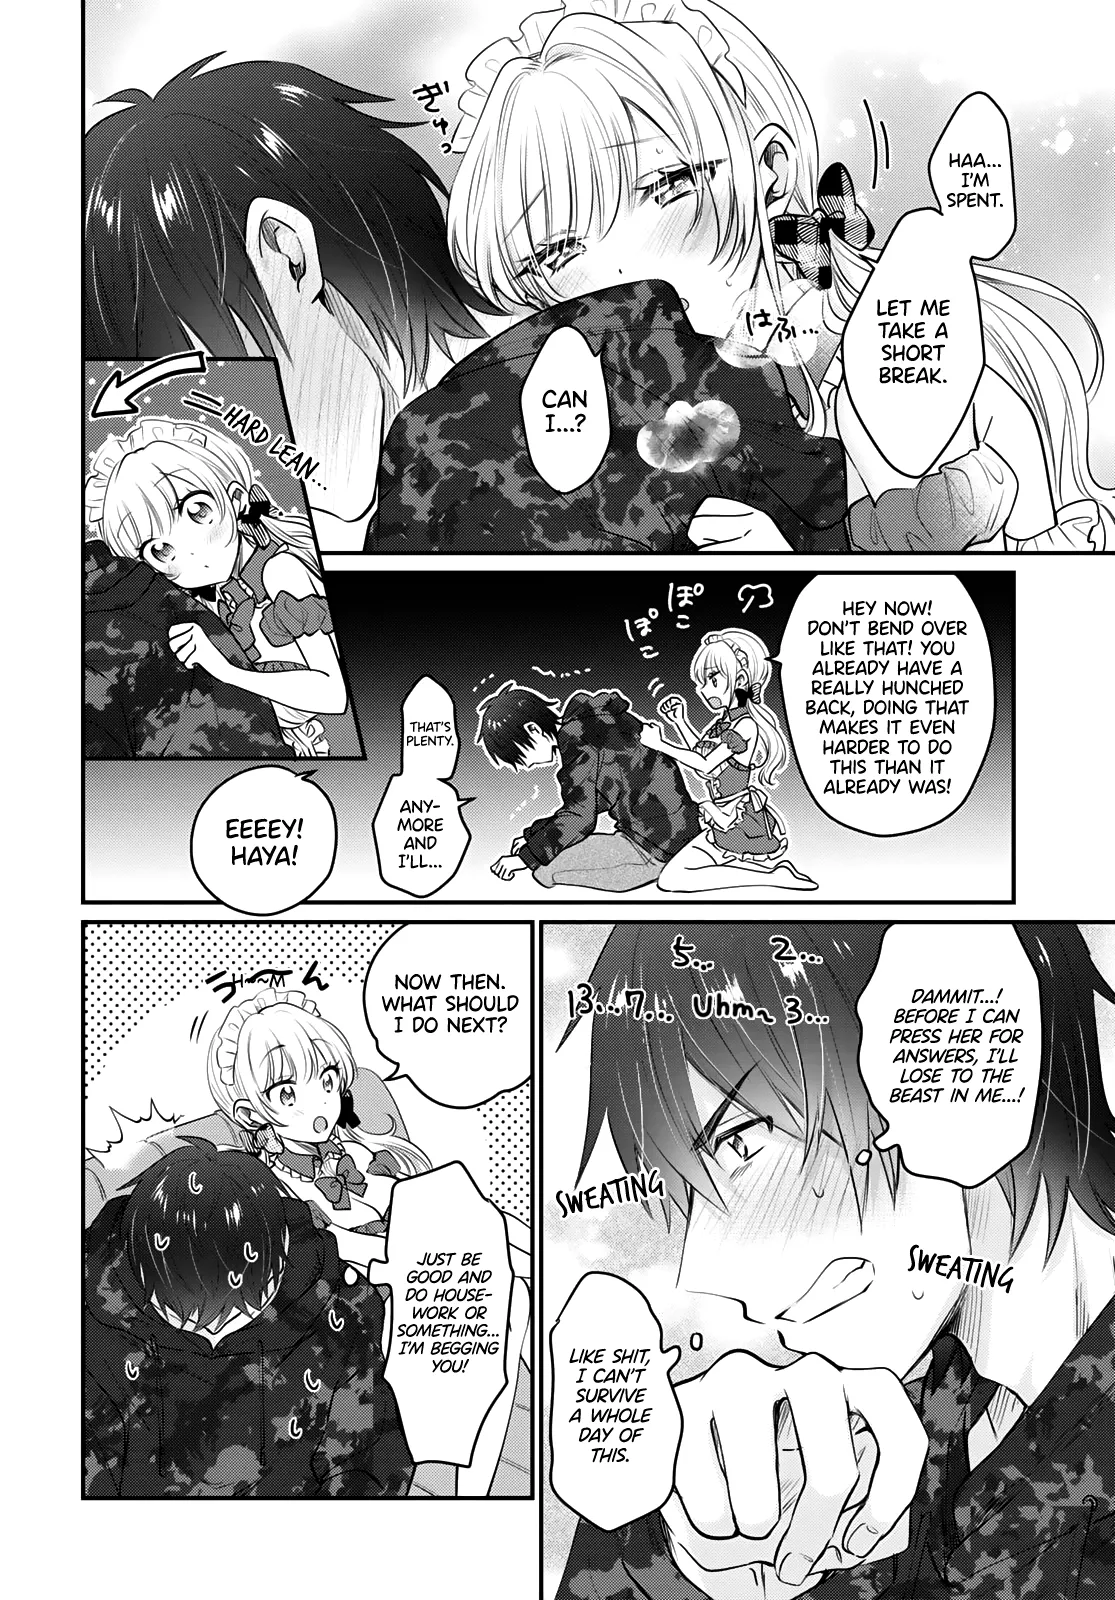 ぎゅっ
HAA...
I'M
SPENT.
LET ME
TAKE A
SHORT
BREAK.
はふ...
CAN
I...?
HARD LEAN...
HEY NOW!
DON'T BEND OVER
LIKE THAT! YOU
ALREADY HAVE A
REALLY HUNCHED
BACK, DOING THAT
MAKES IT EVEN
HARDER TO DO
THIS THAN IT
ALREADY WAS!
ぽこ
ぽこ
THAT'S
PLENTY.
ANY-
MORE AND
I'LL...
EEEEY!
HAYA!
DAMMIT...!
BEFORE I CAN
PRESS HER FOR
ANSWERS, I'LL
LOSE TO THE
BEAST IN ME...!
5... 2...
13...7... Uhm~ 3...
SWEATING
SWEATING
LIKE SHIT,
I CAN'T
SURVIVE
A WHOLE
DAY OF
THIS.
NOW THEN.
WHAT SHOULD
I DO NEXT?
H~~M
う〜〜ん
JUST BE
GOOD AND
DO HOUSE-
WORK OR
SOMETHING...
I'M BEGGING
YOU!